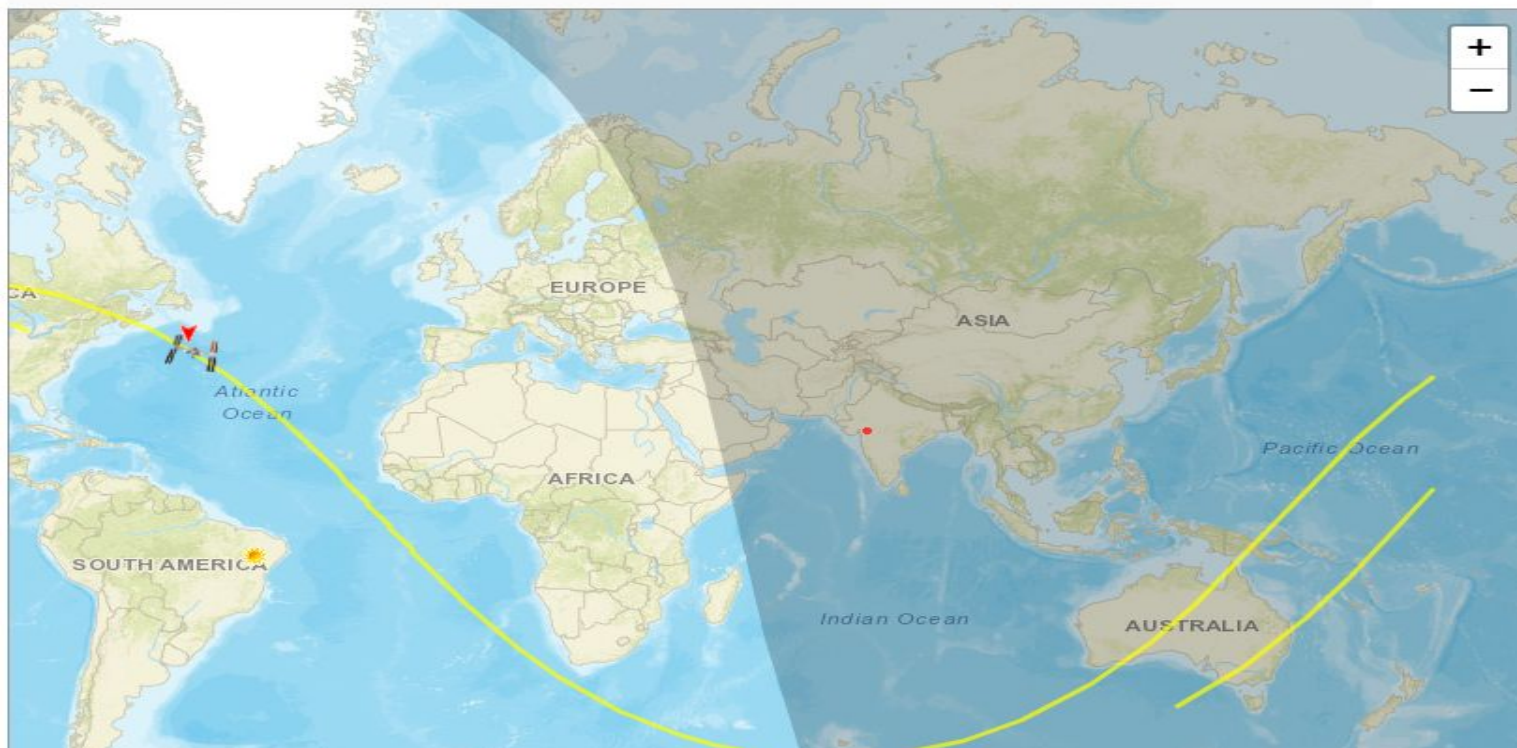 +
−
CA
EUROPE
ASIA
Atlantic
Ocean
Pacific Ocean
AFRICA
SOUTH AMERICA
Indian Ocean
AUSTRALIA